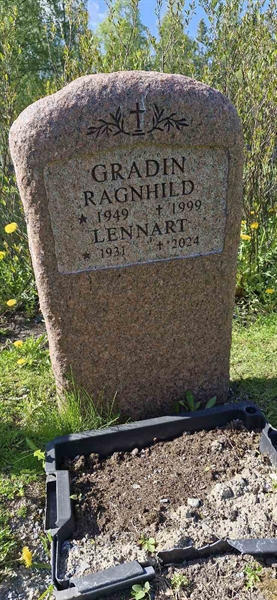 GRADIN
RAGNHILD
★ 1949 ✝ 1999
LENNART
★ 1931 ✝ 2024